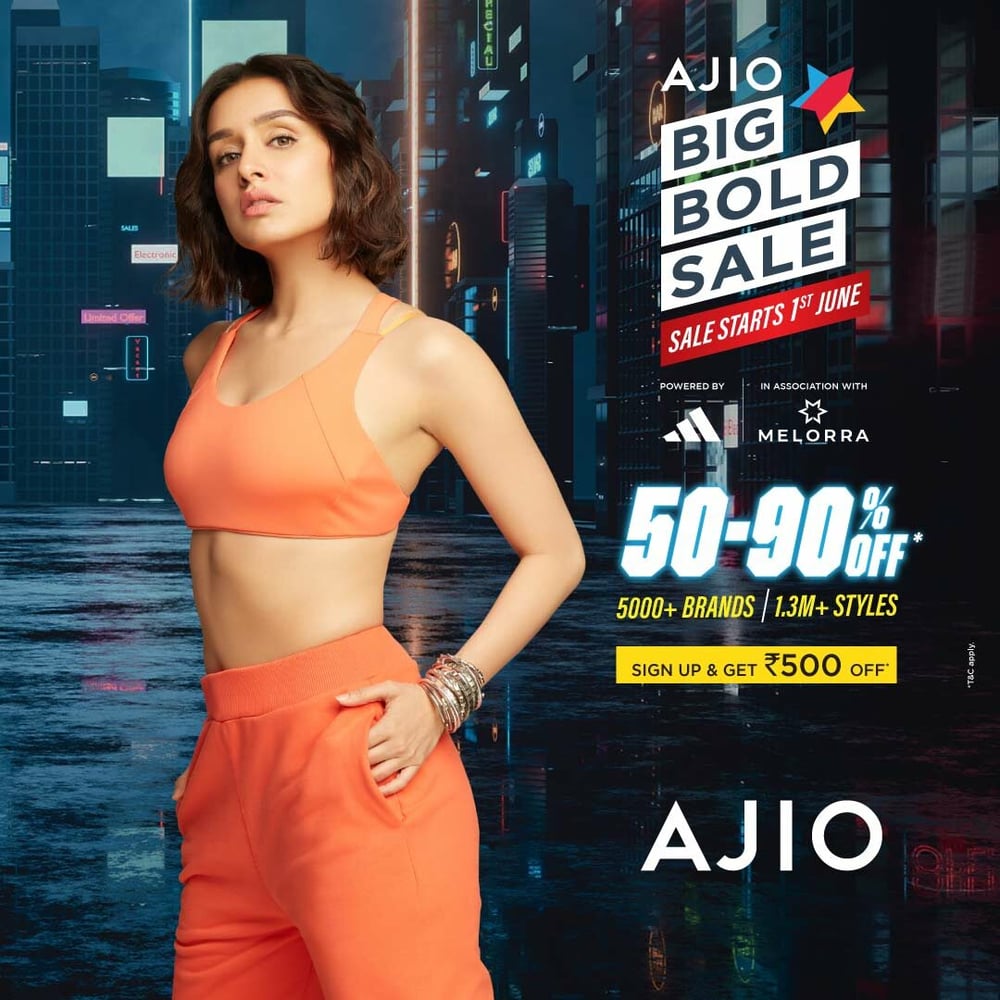 AJIO
BIG
BOLD
SALE
SALE STARTS 1ST JUNE
POWERED BY
IN ASSOCIATION WITH
MELORRA
50-90% OFF*
5000+ BRANDS | 1.3M+ STYLES
SIGN UP & GET ₹500 OFF*
*T&C apply.
AJIO
SPECIAL
SALES
Electronic
Limited Offer